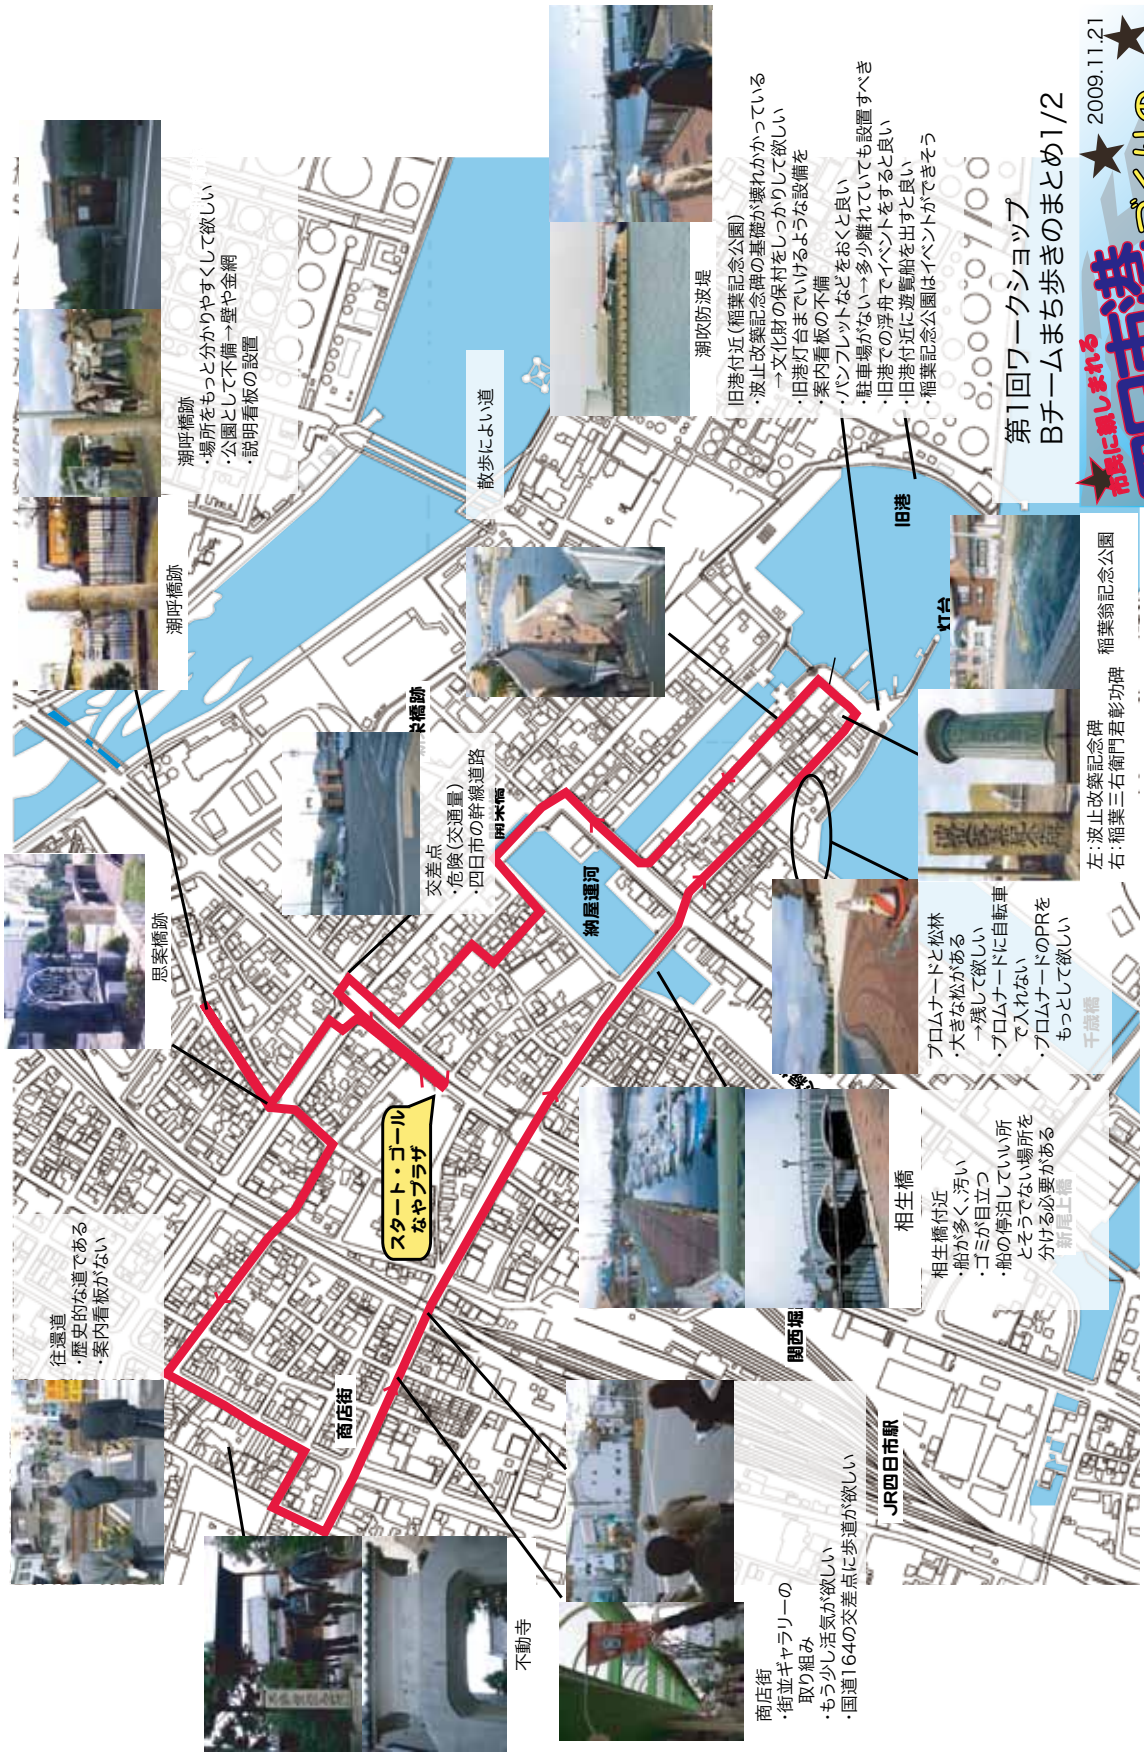 往還道
・歴史的な道である
・案内看板がない
思案橋跡
潮呼橋跡
潮呼橋跡
・場所をもっと分かりやすくして欲しい
・公園として不備→壁や金網
・説明看板の設置
交差点
・危険(交通量)
・四日市の幹線道路
栄橋跡
開栄橋
散歩によい道
スタート・ゴール
なやプラザ
商店街
納屋運河
不動寺
商店街
・街並ギャラリーの
取り組み
・もう少し活気が欲しい
・国道164の交差点に歩道が欲しい
関西堀
JR四日市駅
相生橋
相生橋付近
・船が多く、汚い
・ゴミが目立つ
・船の停泊していい所
とそうでない場所を
分ける必要がある
新尾上橋
プロムナードと松林
・大きな松がある
→残して欲しい
・プロムナードに自転車
で入れない
・プロムナードのPRを
もっとして欲しい
千歳橋
左:波止改築記念碑
右:稲葉三右衛門君彰功碑
稲葉翁記念公園
灯台
旧港
潮吹防波堤
旧港付近(稲葉記念公園)
・波止改築記念碑の基礎が壊れかかっている
→文化財の保村をしっかりして欲しい
・旧港灯台までいけるような設備を
・案内看板の不備
・パンフレットなどをおくと良い
・駐車場がない→多少離れていても設置すべき
・旧港での浮舟でイベントをすると良い
・旧港付近に遊覧船を出すと良い
・稲葉記念公園はイベントができそう
第1回ワークショップ
Bチームまち歩きのまとめ1/2
2009.11.21
市民に親しまれる
四日市港
づくりの